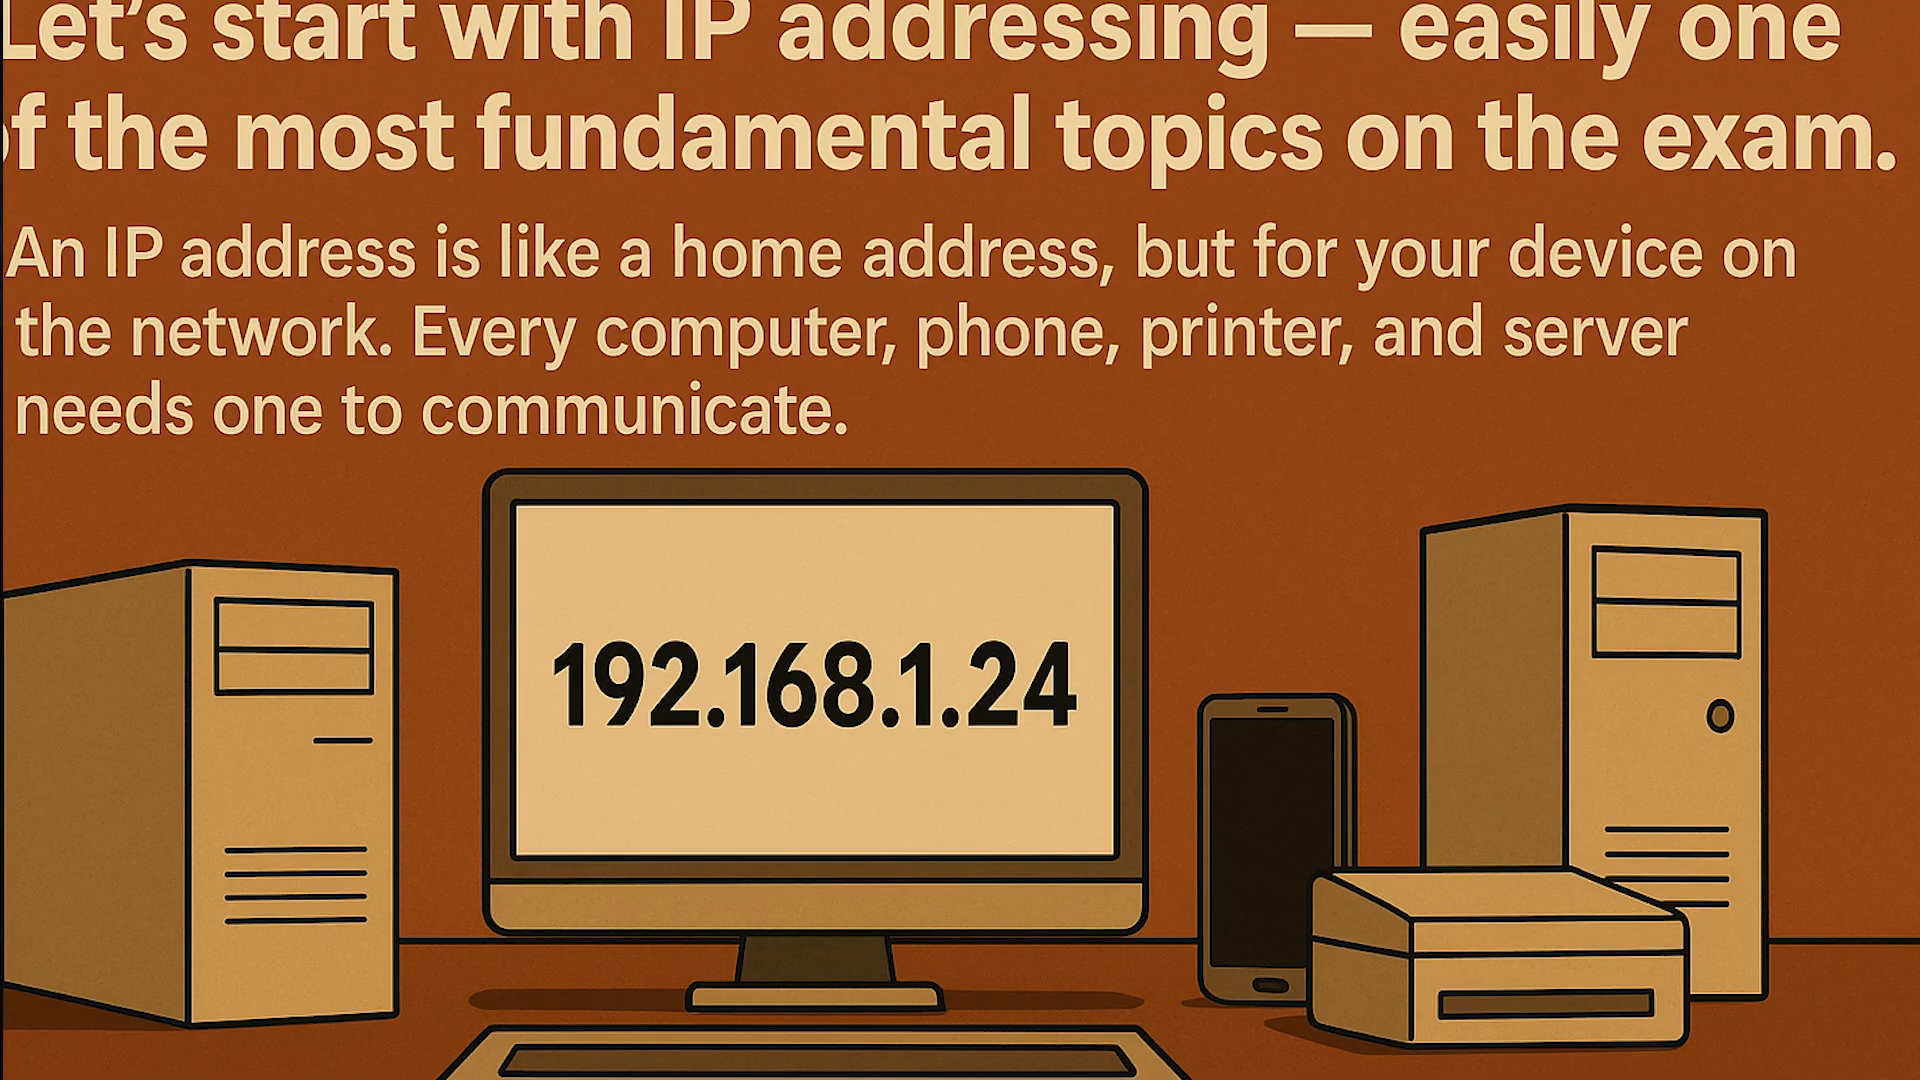 Let's start with IP addressing — easily one
of the most fundamental topics on the exam.
An IP address is like a home address, but for your device on
the network. Every computer, phone, printer, and server
needs one to communicate.
192.168.1.24